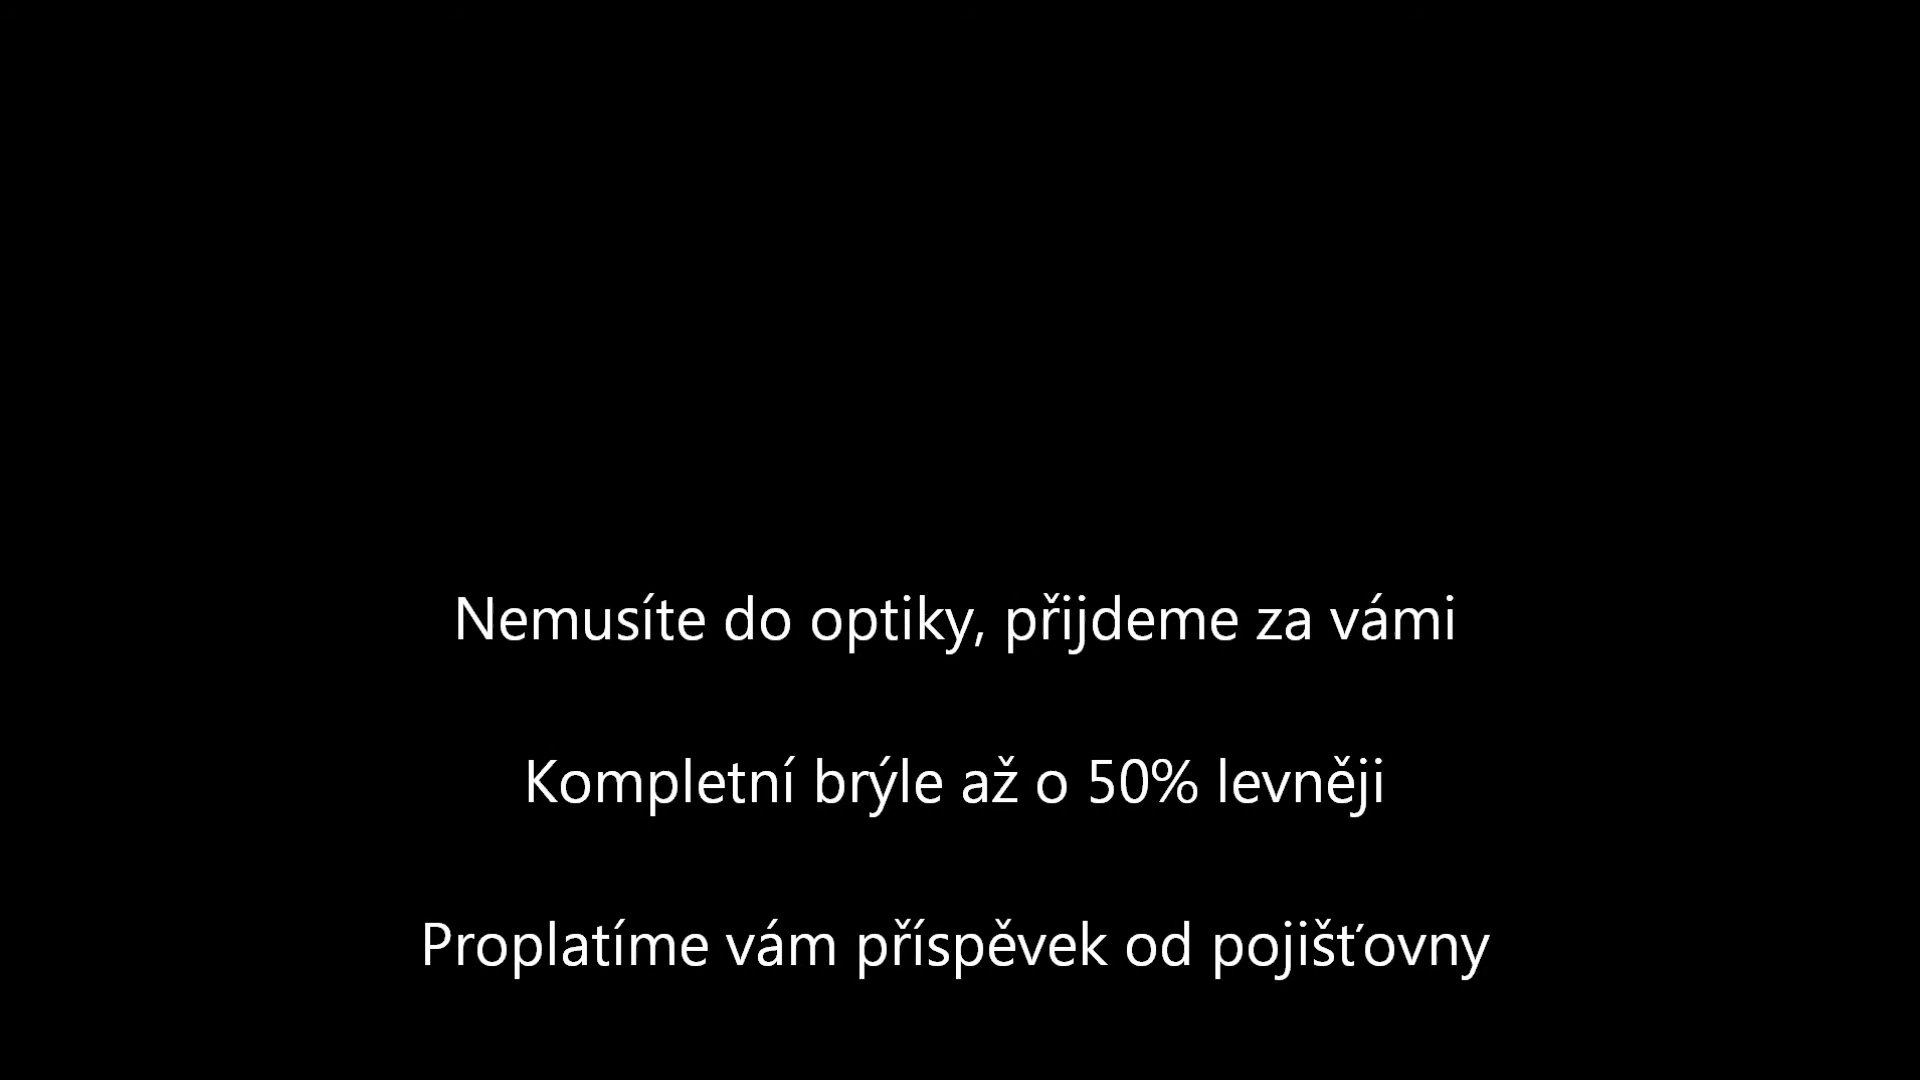 Nemusíte do optiky, přijdeme za vámi
Kompletní brýle až o 50% levněji
Proplatíme vám příspěvek od pojišťovny